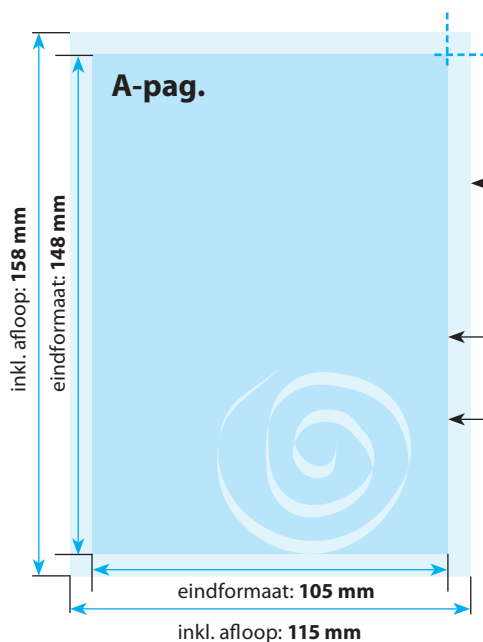 A-pag.
inkl. afloop: 158 mm
eindformaat: 148 mm
eindformaat: 105 mm
inkl. afloop: 115 mm